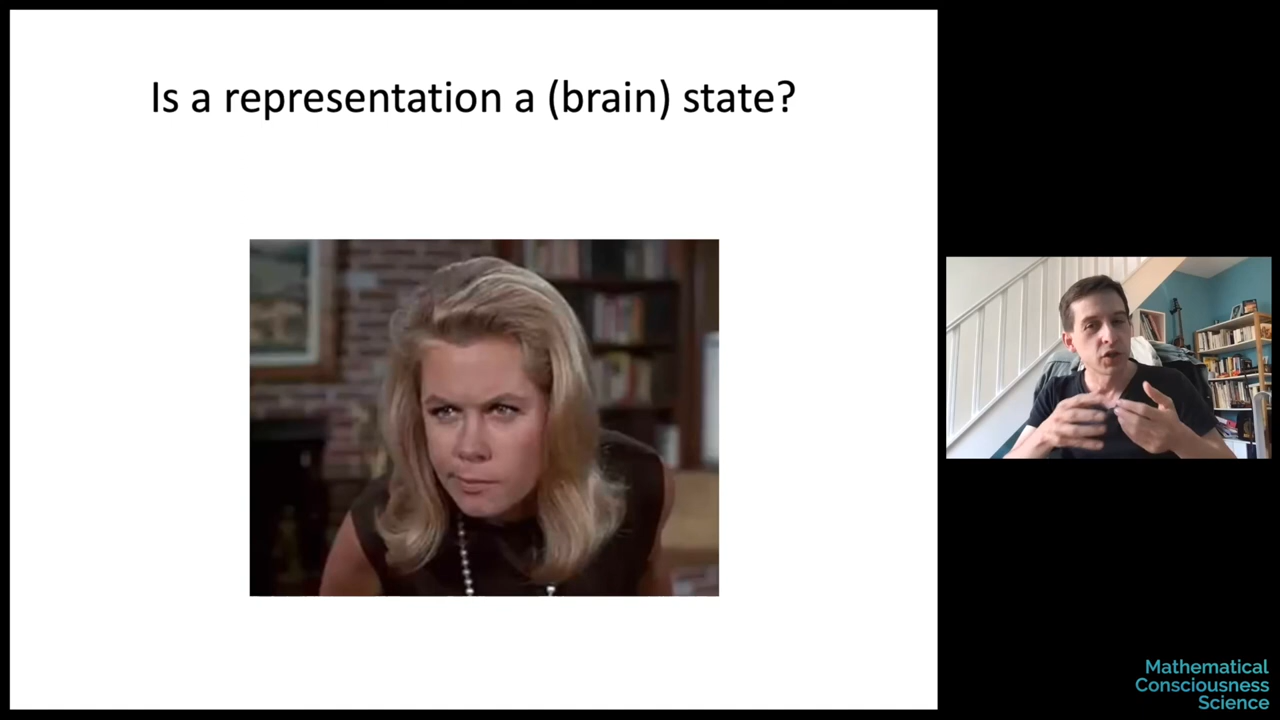 Is a representation a (brain) state?
Mathematical
Consciousness
Science